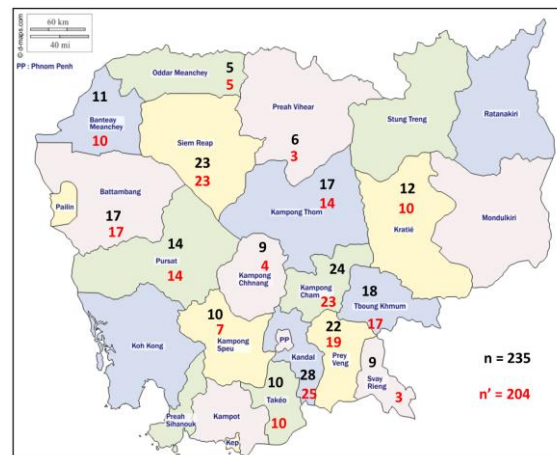 60 km
40 mi
© d-maps.com
PP : Phnom Penh
Oddar Meanchey
5
5
11
Banteay
Meanchey
10
Siem Reap
23
23
Preah Vihear
6
3
Stung Treng
Ratanakiri
Battambang
17
17
Pailin
17
Kampong Thom
14
12
10
Kratié
Mondulkiri
14
Pursat
14
9
4
Kampong
Chhnang
24
Kampong
Cham
23
18
Tboung Khmum
17
Koh Kong
10
7
Kampong
Speu
PP
Kandal
28
25
22
19
Prey
Veng
9
Svay
Rieng
3
n = 235
n' = 204
10
Takéo
10
Preah
Sihanouk
Kampot
Kep